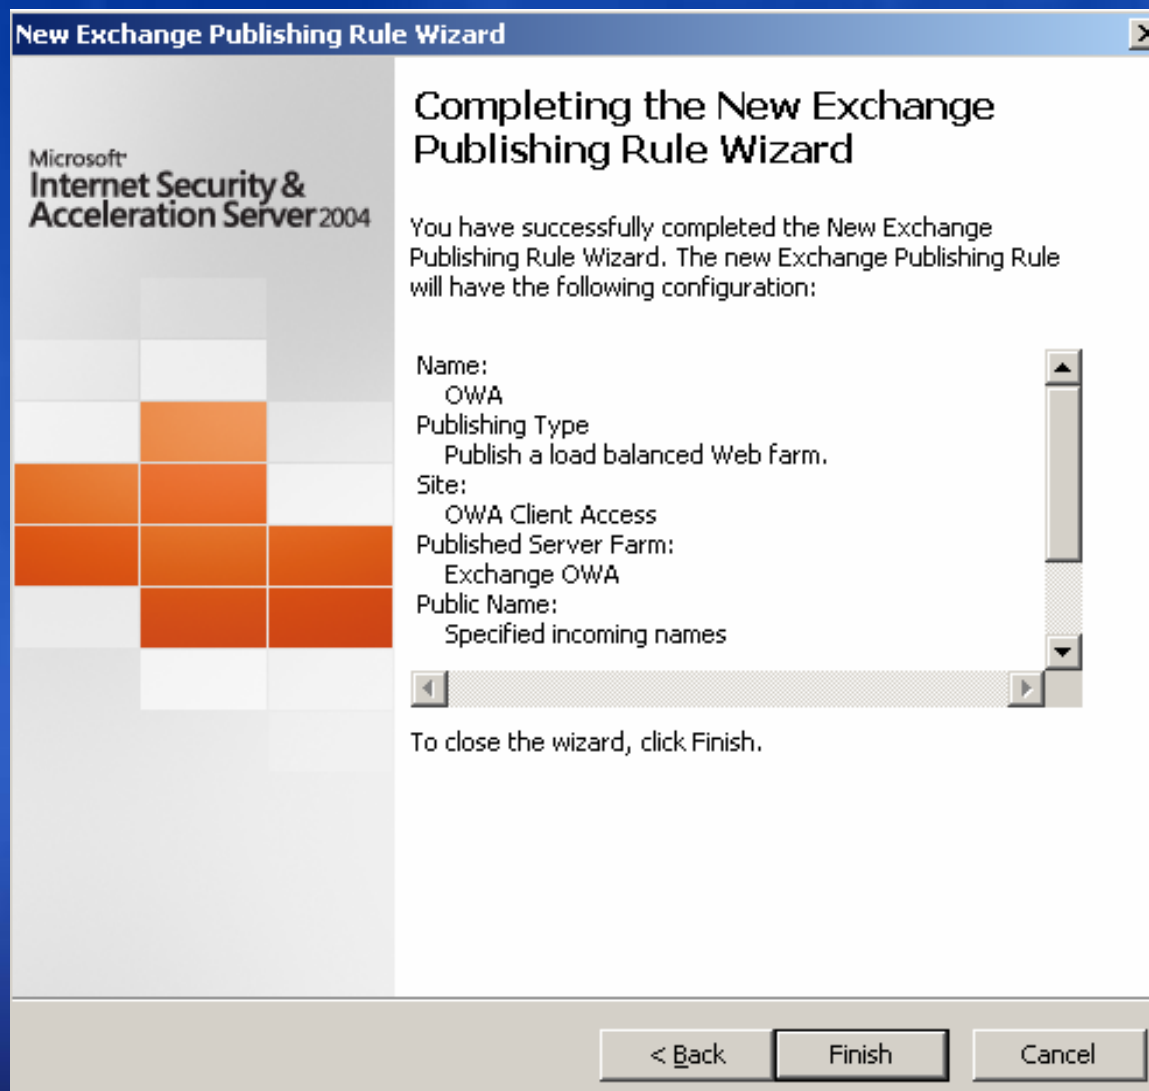 New Exchange Publishing Rule Wizard
Microsoft
Internet Security &
Acceleration Server 2004
Completing the New Exchange
Publishing Rule Wizard
You have successfully completed the New Exchange
Publishing Rule Wizard. The new Exchange Publishing Rule
will have the following configuration:
Name:
OWA
Publishing Type
Publish a load balanced Web farm.
Site:
OWA Client Access
Published Server Farm:
Exchange OWA
Public Name:
Specified incoming names
To close the wizard, click Finish.
< Back
Finish
Cancel